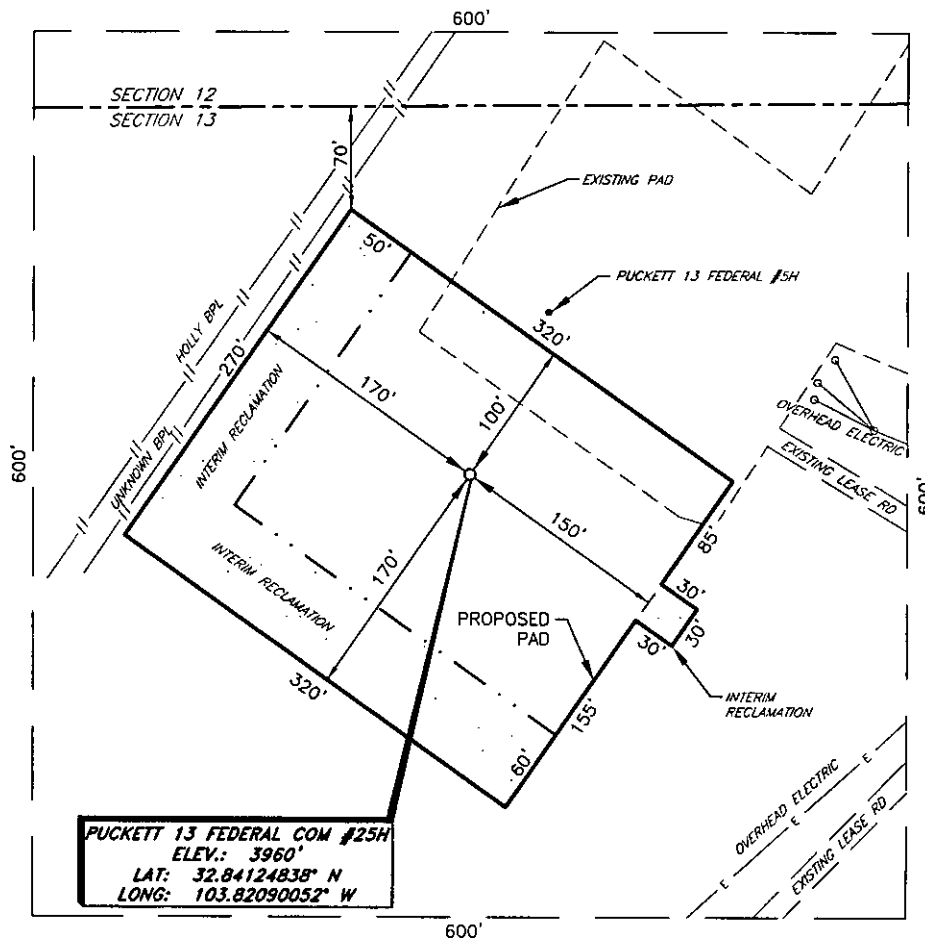 600'
SECTION 12
SECTION 13
70'
EXISTING PAD
50'
PUCKETT 13 FEDERAL #5H
320'
HOLLY BPL
270'
UNKNOWN BPL
INTERIM RECLAMATION
170'
100'
OVERHEAD ELECTRIC
EXISTING LEASE RD
600'
600'
150'
85'
INTERIM RECLAMATION
170'
30'
30'
30'
PROPOSED
PAD
INTERIM
RECLAMATION
320'
155'
60'
OVERHEAD ELECTRIC
E
E
E
EXISTING LEASE RD
PUCKETT 13 FEDERAL COM #25H
ELEV.: 3960'
LAT: 32.84124838° N
LONG: 103.82090052° W
600'